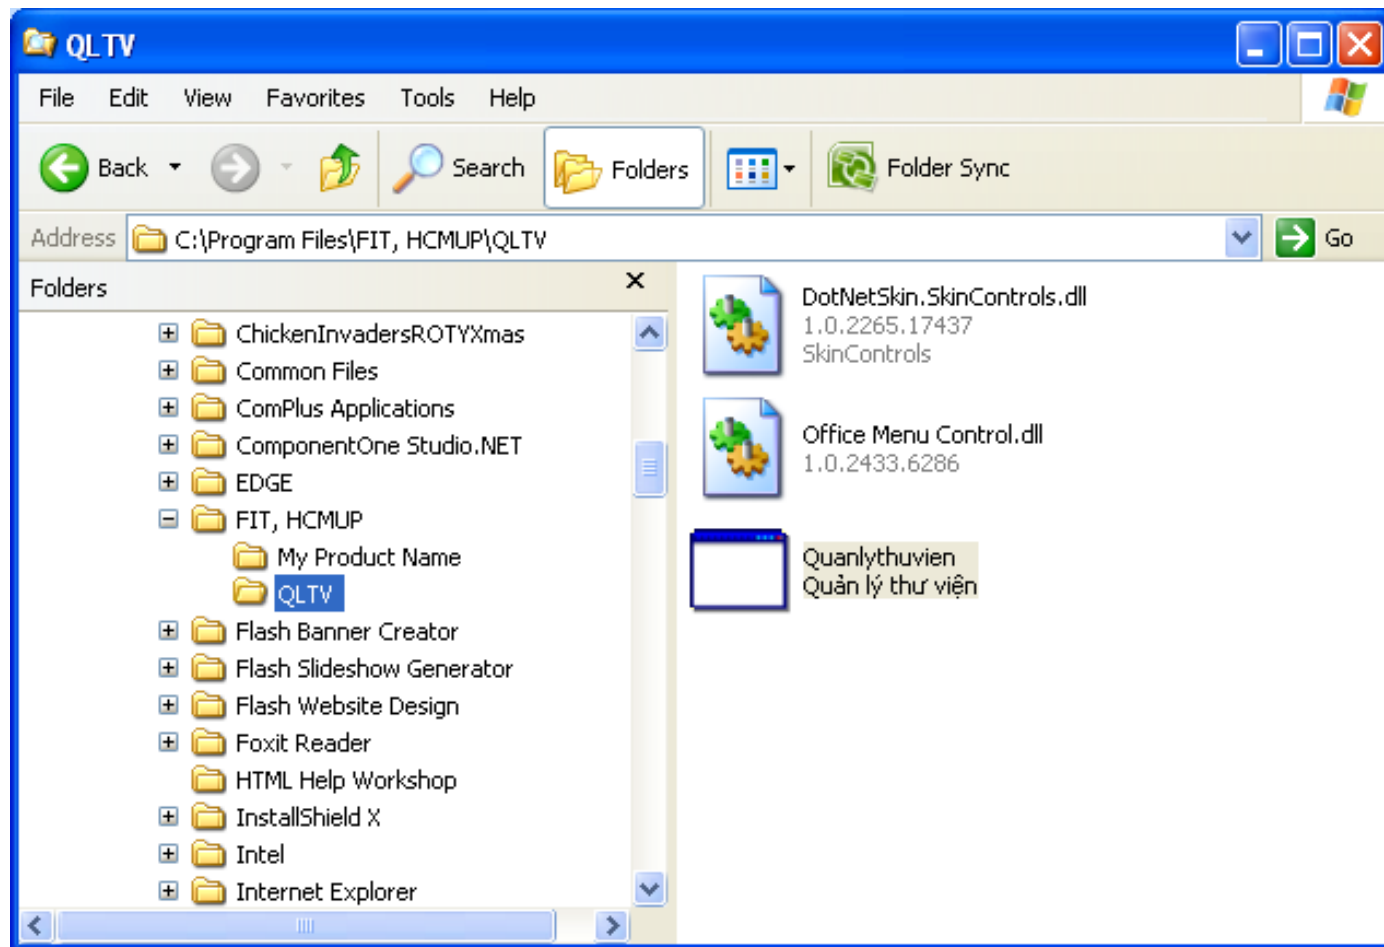 QLTV
File Edit View Favorites Tools Help
Back Search Folders Folder Sync
Address C:\Program Files\FIT, HCMUP\QLTV Go
Folders
ChickenInvadersROTYXmas
Common Files
ComPlus Applications
ComponentOne Studio.NET
EDGE
FIT, HCMUP
My Product Name
QLTV
Flash Banner Creator
Flash Slideshow Generator
Flash Website Design
Foxit Reader
HTML Help Workshop
InstallShield X
Intel
Internet Explorer
DotNetSkin.SkinControls.dll
1.0.2265.17437
SkinControls
Office Menu Control.dll
1.0.2433.6286
Quanlythuvien
Quản lý thư viện